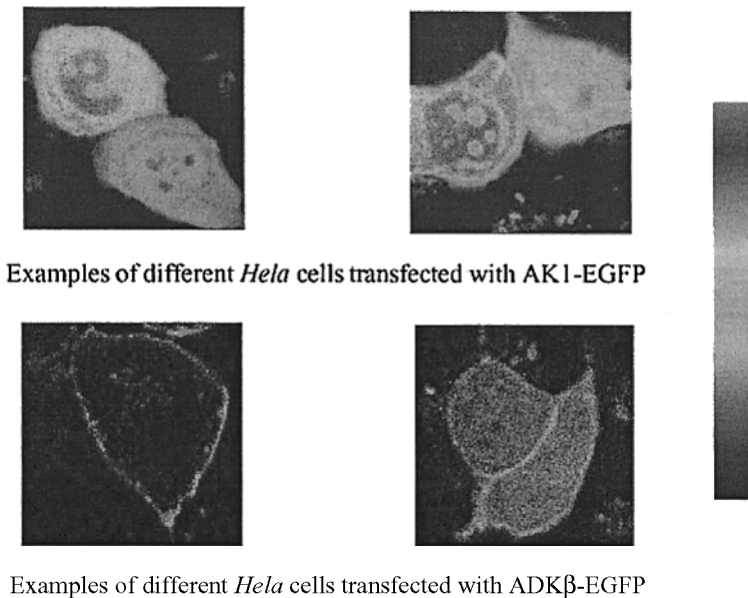 Examples of different Hela cells transfected with AK1-EGFP
Examples of different Hela cells transfected with ADKβ-EGFP